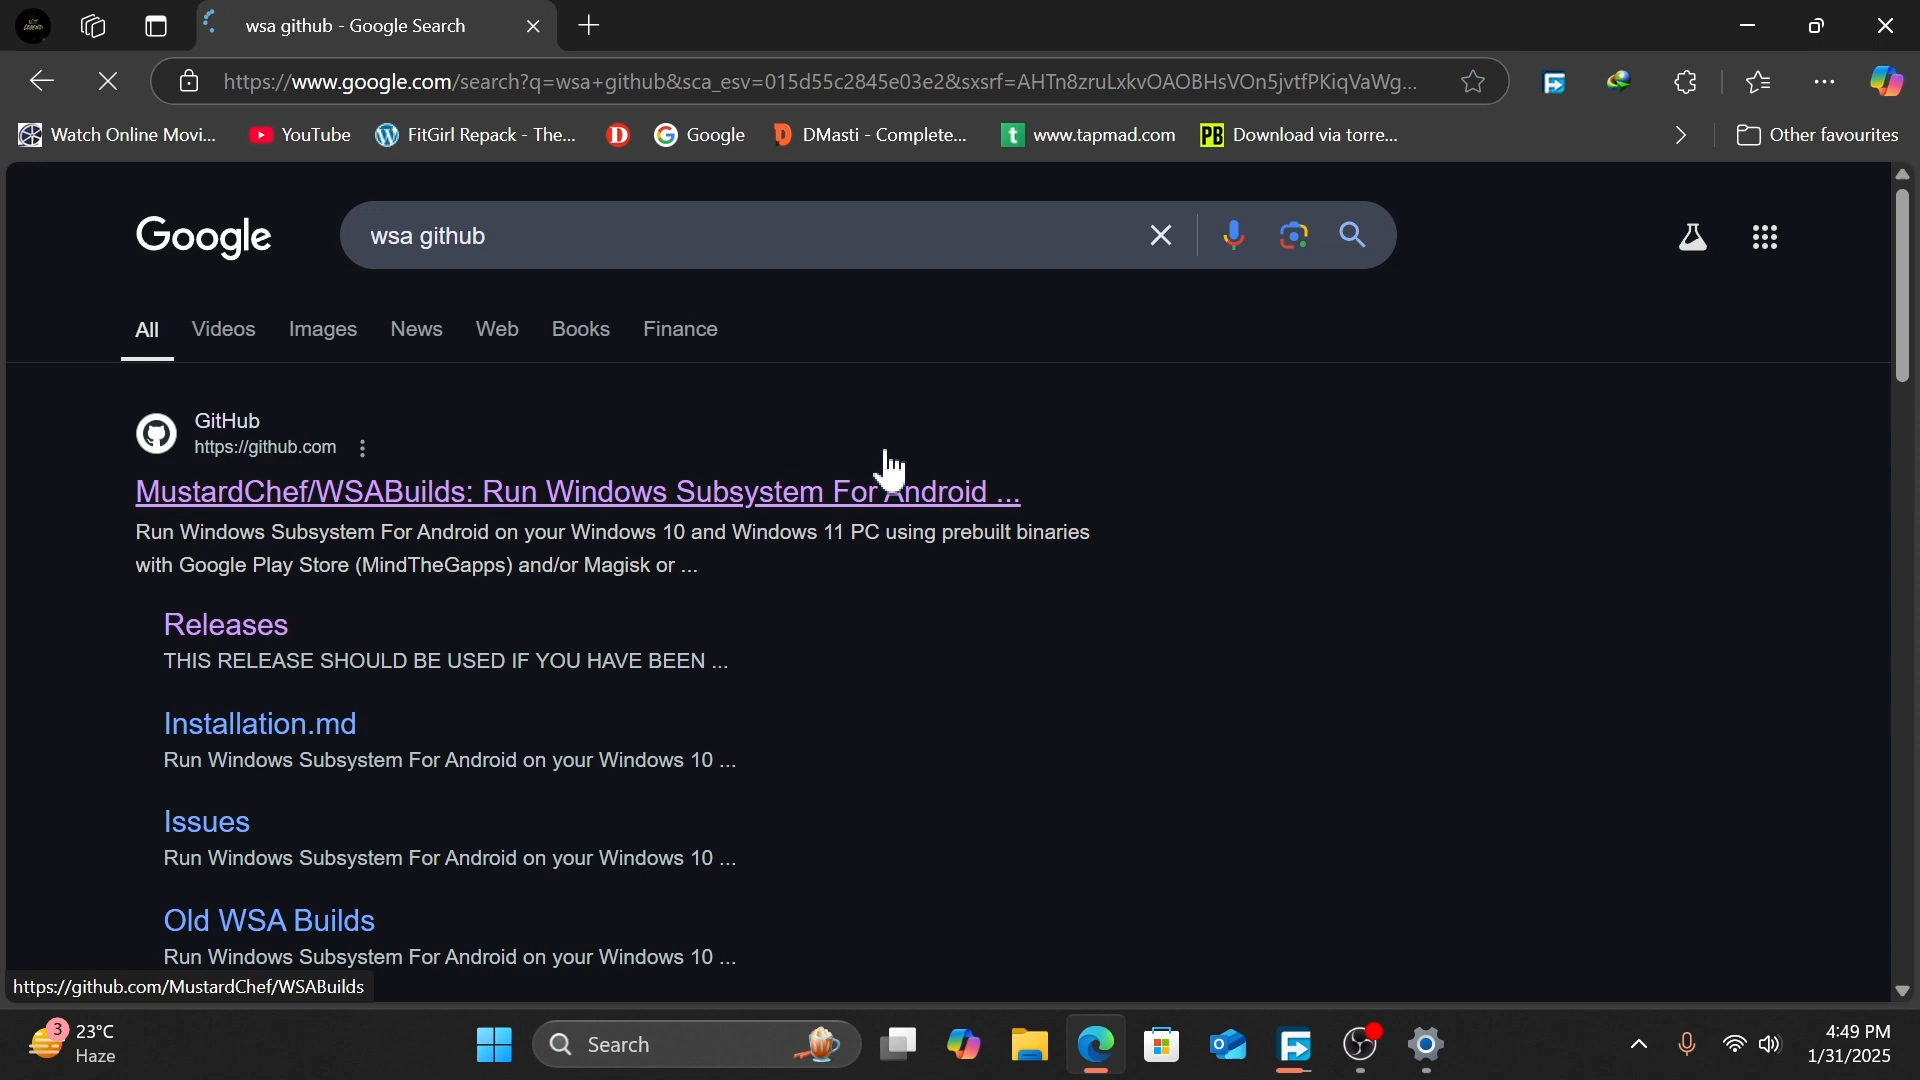 wsa github - Google Search
https://www.google.com/search?q=wsa+github&sca_esv=015d55c2845e03e2&sxsrf=AHTn8zruLxkvOAOBHsVOn5jvtfPKiqVaWg...
Watch Online Movi... YouTube FitGirl Repack - The... Google DMasti - Complete... www.tapmad.com Download via torre... Other favourites
Google
wsa github
All Videos Images News Web Books Finance
GitHub
https://github.com
MustardChef/WSABuilds: Run Windows Subsystem For Android ...
Run Windows Subsystem For Android on your Windows 10 and Windows 11 PC using prebuilt binaries
with Google Play Store (MindTheGapps) and/or Magisk or ...
Releases
THIS RELEASE SHOULD BE USED IF YOU HAVE BEEN ...
Installation.md
Run Windows Subsystem For Android on your Windows 10 ...
Issues
Run Windows Subsystem For Android on your Windows 10 ...
Old WSA Builds
Run Windows Subsystem For Android on your Windows 10 ...
https://github.com/MustardChef/WSABuilds
3
23°C
Haze
Search
4:49 PM
1/31/2025